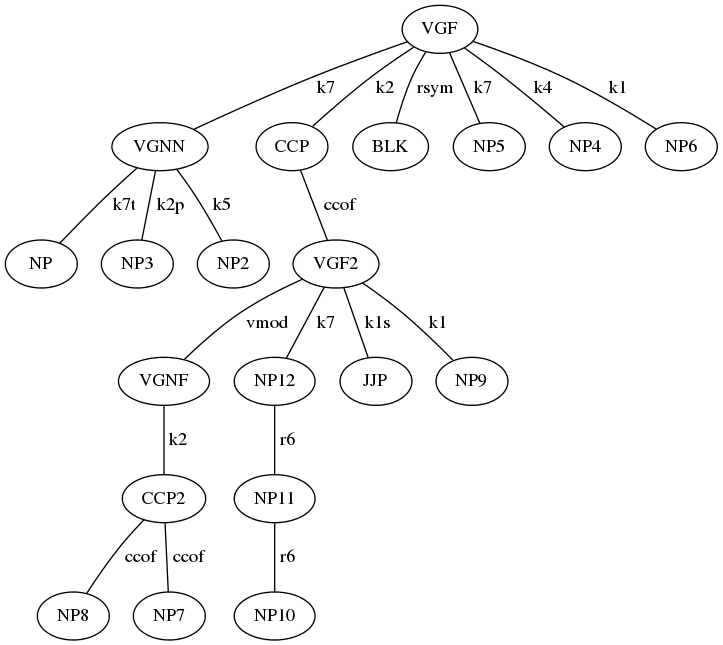 VGF
k7 k2 rsym k7 k4 k1
VGNN CCP BLK NP5 NP4 NP6
k7t k2p k5 ccof
NP NP3 NP2 VGF2
vmod k7 k1s k1
VGNF NP12 JJP NP9
k2 r6
CCP2 NP11
ccof ccof r6
NP8 NP7 NP10